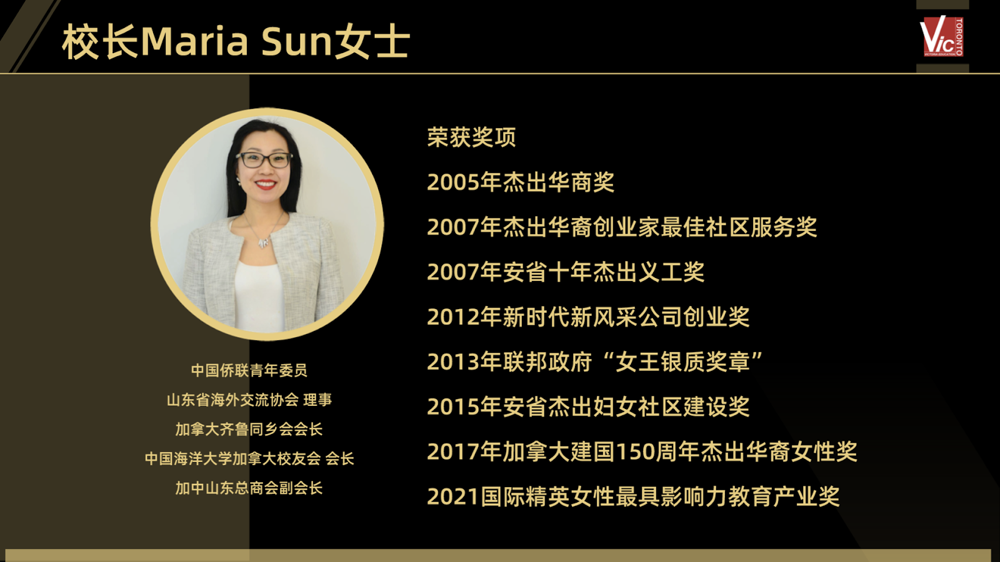 校长Maria Sun女士
Vic
TORONTO
VICTORIA EDUCATION
荣获奖项
2005年杰出华商奖
2007年杰出华裔创业家最佳社区服务奖
2007年安省十年杰出义工奖
2012年新时代新风采公司创业奖
2013年联邦政府“女王银质奖章”
2015年安省杰出妇女社区建设奖
2017年加拿大建国150周年杰出华裔女性奖
2021国际精英女性最具影响力教育产业奖
中国侨联青年委员
山东省海外交流协会 理事
加拿大齐鲁同乡会会长
中国海洋大学加拿大校友会 会长
加中山东总商会副会长